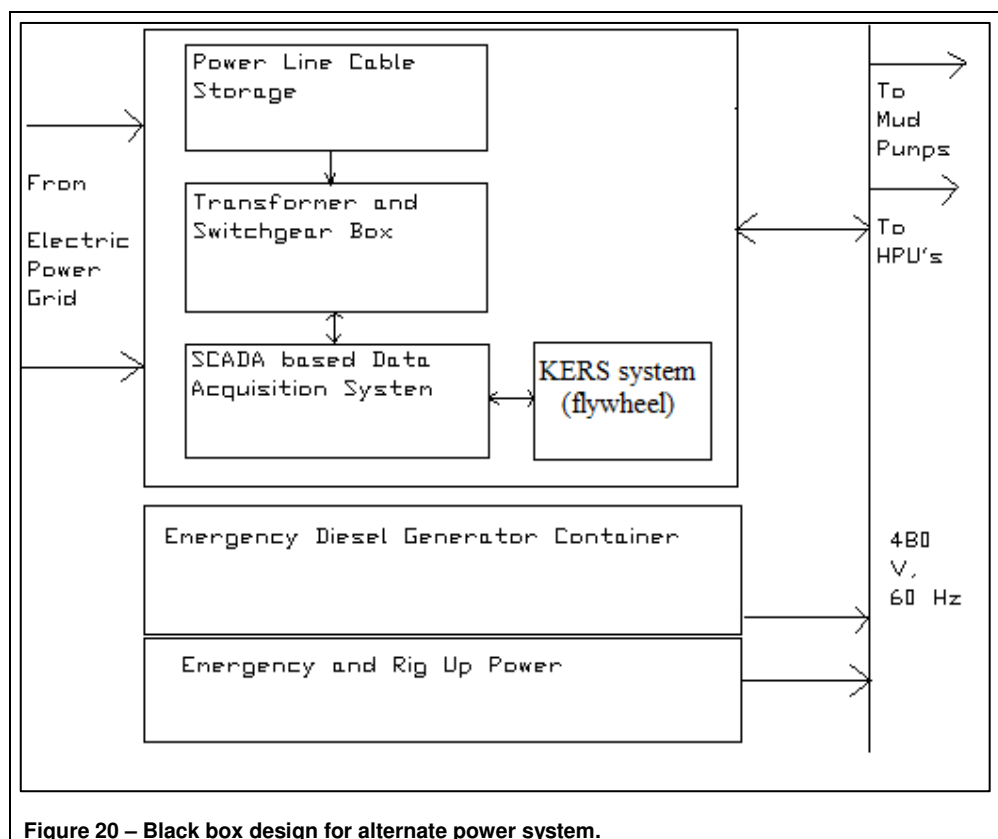 Power Line Cable
Storage
To
Mud
Pumps
From
Transformer and
Switchgear Box
To
HPU's
Electric
Power
Grid
SCADA based Data
Acquisition System
KERS system
(flywheel)
Emergency Diesel Generator Container
480
V,
60 Hz
Emergency and Rig Up Power
Figure 20 – Black box design for alternate power system.